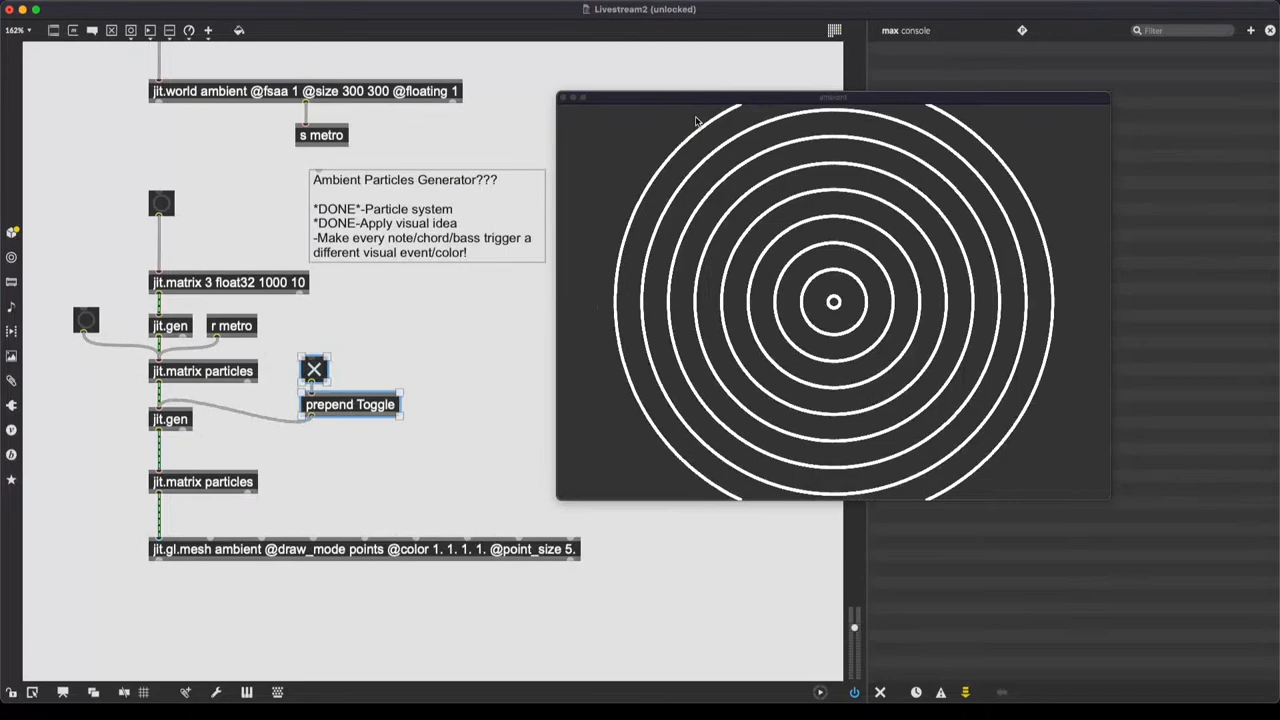 Livestream2 (unlocked)
162%
max console
Filter
jit.world ambient @fsaa 1 @size 300 300 @floating 1
ambient
s metro
Ambient Particles Generator???
*DONE*-Particle system
*DONE-Apply visual idea
-Make every note/chord/bass trigger a
different visual event/color!
jit.matrix 3 float32 1000 10
jit.gen
r metro
jit.matrix particles
prepend Toggle
jit.gen
jit.matrix particles
jit.gl.mesh ambient @draw_mode points @color 1. 1. 1. 1. @point_size 5.